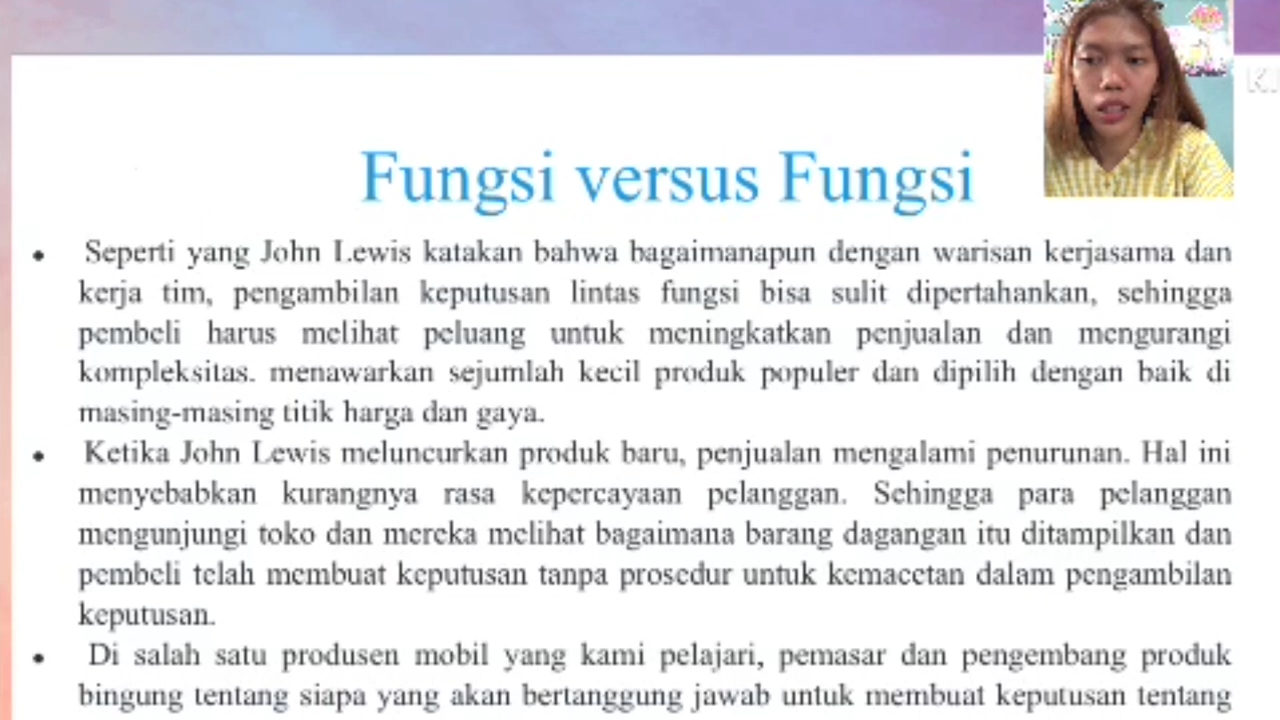 Fungsi versus Fungsi
• Seperti yang John Lewis katakan bahwa bagaimanapun dengan warisan kerjasama dan
kerja tim, pengambilan keputusan lintas fungsi bisa sulit dipertahankan, sehingga
pembeli harus melihat peluang untuk meningkatkan penjualan dan mengurangi
kompleksitas. menawarkan sejumlah kecil produk populer dan dipilih dengan baik di
masing-masing titik harga dan gaya.
• Ketika John Lewis meluncurkan produk baru, penjualan mengalami penurunan. Hal ini
menyebabkan kurangnya rasa kepercayaan pelanggan. Sehingga para pelanggan
mengunjungi toko dan mereka melihat bagaimana barang dagangan itu ditampilkan dan
pembeli telah membuat keputusan tanpa prosedur untuk kemacetan dalam pengambilan
keputusan.
• Di salah satu produsen mobil yang kami pelajari, pemasar dan pengembang produk
bingung tentang siapa yang akan bertanggung jawab untuk membuat keputusan tentang